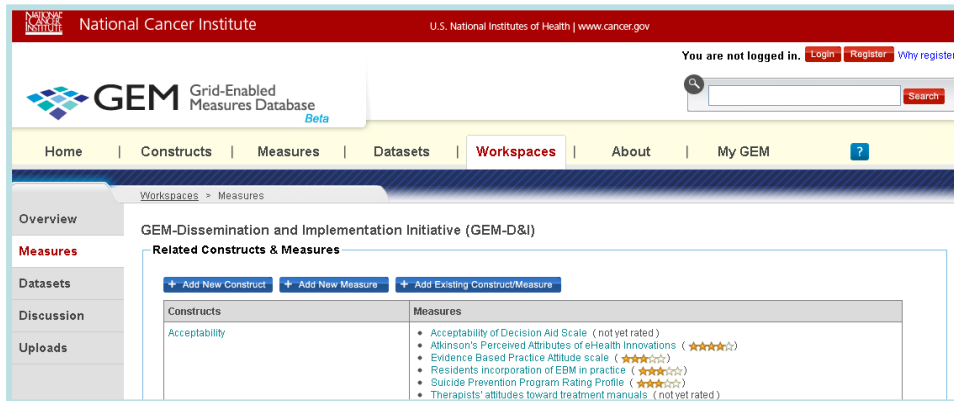 NATIONAL CANCER INSTITUTE National Cancer Institute U.S. National Institutes of Health | www.cancer.gov
You are not logged in. Login Register Why register
GEM Grid-Enabled Measures Database Beta
Search
Home | Constructs | Measures | Datasets | Workspaces | About | My GEM ?
Workspaces > Measures
Overview
Measures
Datasets
Discussion
Uploads
GEM-Dissemination and Implementation Initiative (GEM-D&I)
Related Constructs & Measures
+ Add New Construct + Add New Measure + Add Existing Construct/Measure
Constructs Measures
Acceptability
• Acceptability of Decision Aid Scale ( not yet rated )
• Atkinson's Perceived Attributes of eHealth Innovations ( ★★★★☆ )
• Evidence Based Practice Attitude scale ( ★★★☆☆ )
• Residents incorporation of EBM in practice ( ★★★☆☆ )
• Suicide Prevention Program Rating Profile ( ★★★☆☆ )
• Therapists' attitudes toward treatment manuals ( not yet rated )